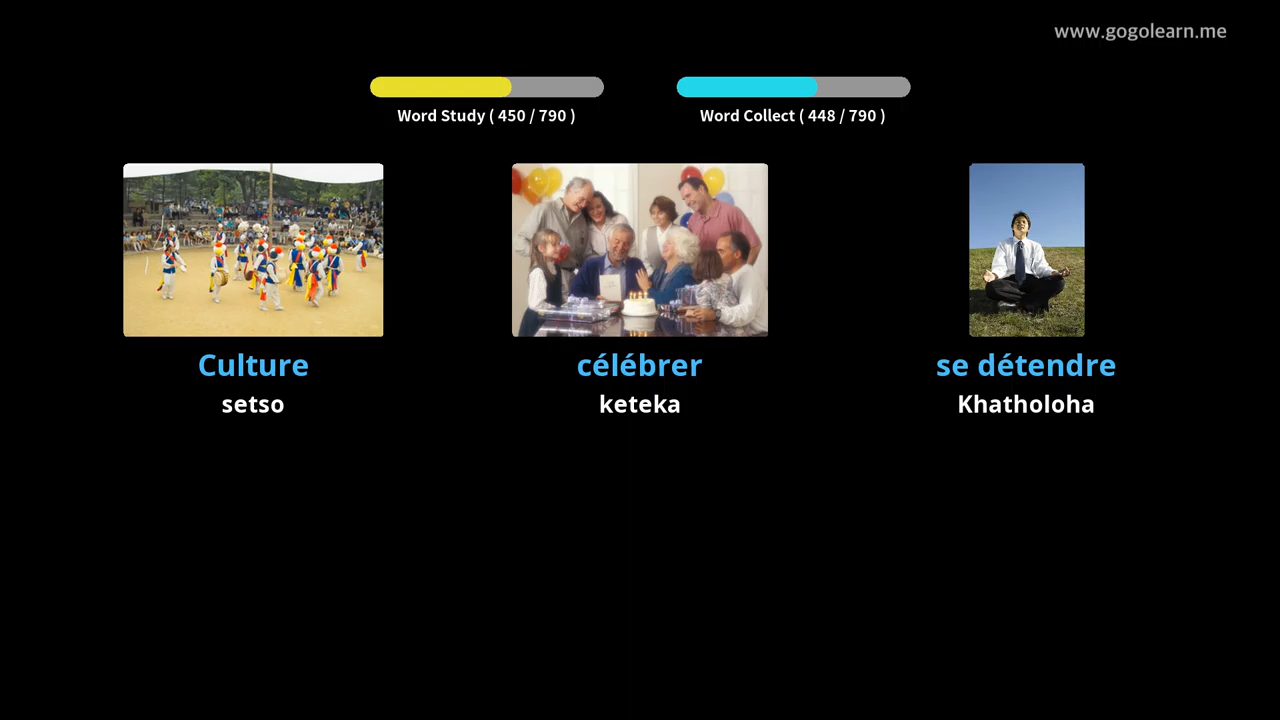 www.gogolearn.me
Word Study ( 450 / 790 )
Word Collect ( 448 / 790 )
Culture
setso
célébrer
keteka
se détendre
Khatholoha